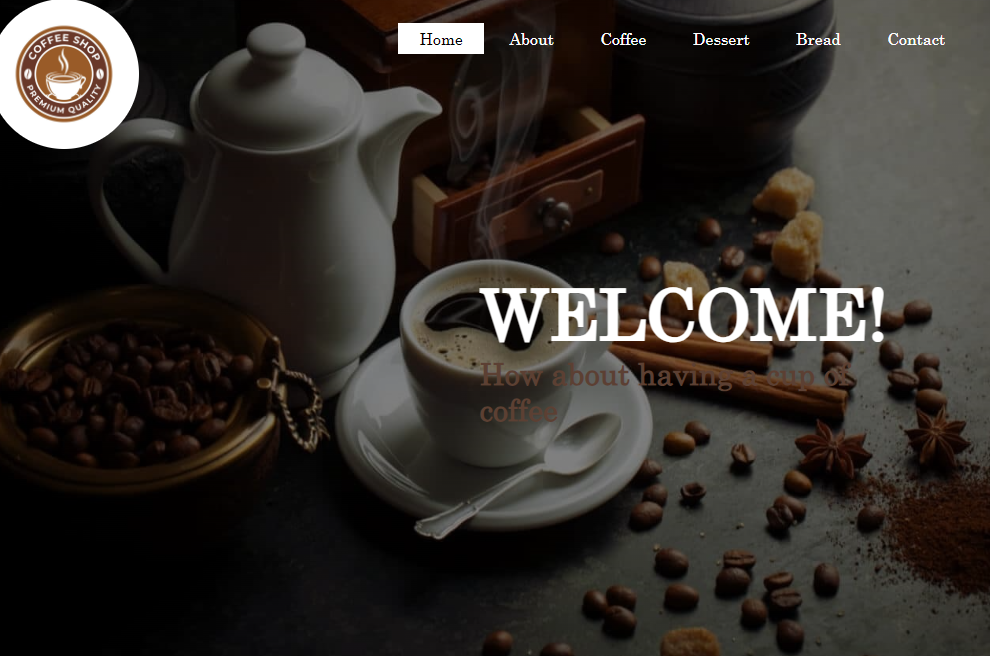 COFFEE SHOP
PREMIUM QUALITY
Home About Coffee Dessert Bread Contact
WELCOME!
How about having a cup of
coffee